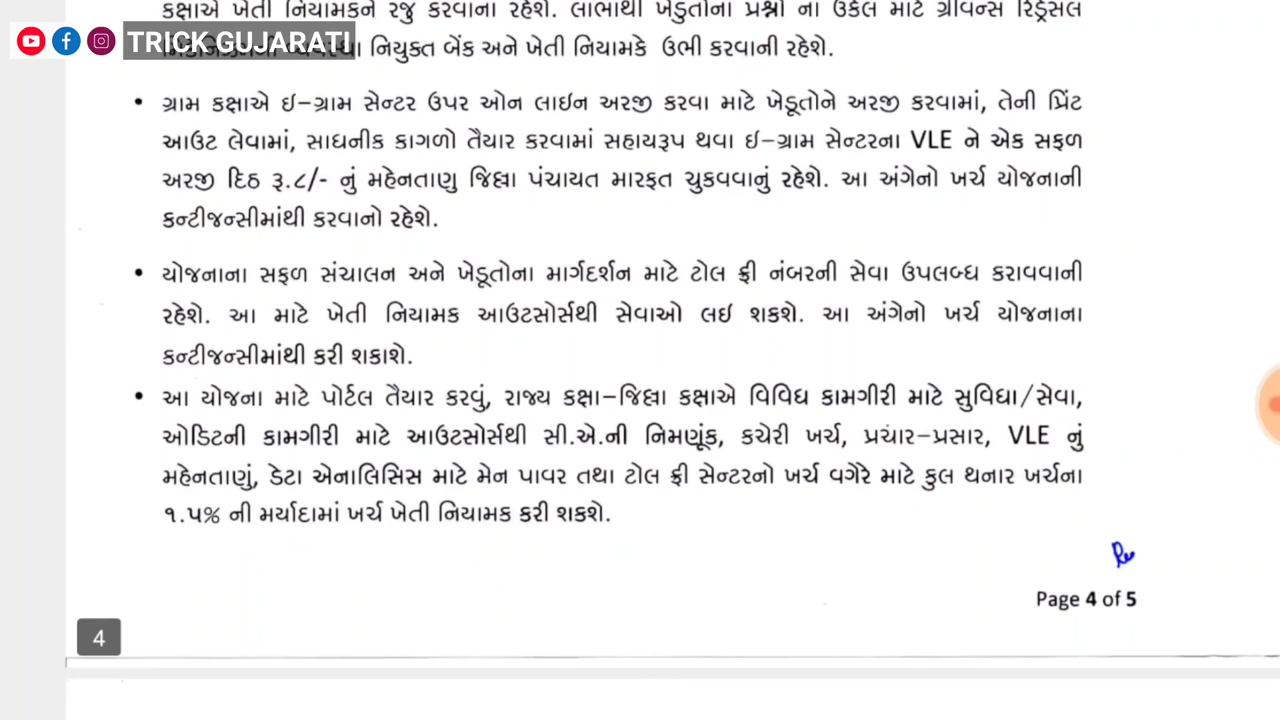 કક્ષાએ ખેતી નિયામકને રજુ કરવાના રહેશે. લાભાર્થી ખેડુતોના પ્રશ્નો ના ઉકેલ માટે ગ્રીવન્સ રિડ્રેસલ
TRICK GUJARATI
નિયુક્ત બેંક અને ખેતી નિયામકે ઉભી કરવાની રહેશે.
• ગ્રામ કક્ષાએ ઇ-ગ્રામ સેન્ટર ઉપર ઓન લાઇન અરજી કરવા માટે ખેડૂતોને અરજી કરવામાં, તેની પ્રિંટ
આઉટ લેવામાં, સાધનીક કાગળો તૈયાર કરવામાં સહાયરૂપ થવા ઇ-ગ્રામ સેન્ટરના VLE ને એક સફળ
અરજી દિઠ રૂ.૮/- નું મહેનતાણુ જિલ્લા પંચાયત મારફત ચુકવવાનું રહેશે. આ અંગેનો ખર્ચ યોજનાની
કન્ટીજન્સીમાંથી કરવાનો રહેશે.
• યોજનાના સફળ સંચાલન અને ખેડૂતોના માર્ગદર્શન માટે ટોલ ફ્રી નંબરની સેવા ઉપલબ્ધ કરાવવાની
રહેશે. આ માટે ખેતી નિયામક આઉટસોર્સથી સેવાઓ લઇ શકશે. આ અંગેનો ખર્ચ યોજનાના
કન્ટીજન્સીમાંથી કરી શકાશે.
• આ યોજના માટે પોર્ટલ તૈયાર કરવું, રાજ્ય કક્ષા-જિલ્લા કક્ષાએ વિવિધ કામગીરી માટે સુવિધા/સેવા,
ઓડિટની કામગીરી માટે આઉટસોર્સથી સી.એ.ની નિમણૂંક, કચેરી ખર્ચ, પ્રચાર-પ્રસાર, VLE નું
મહેનતાણું, ડેટા એનાલિસિસ માટે મેન પાવર તથા ટોલ ફ્રી સેન્ટરનો ખર્ચ વગેરે માટે કુલ થનાર ખર્ચના
૧.૫% ની મર્યાદામાં ખર્ચ ખેતી નિયામક કરી શકશે.
Page 4 of 5
4